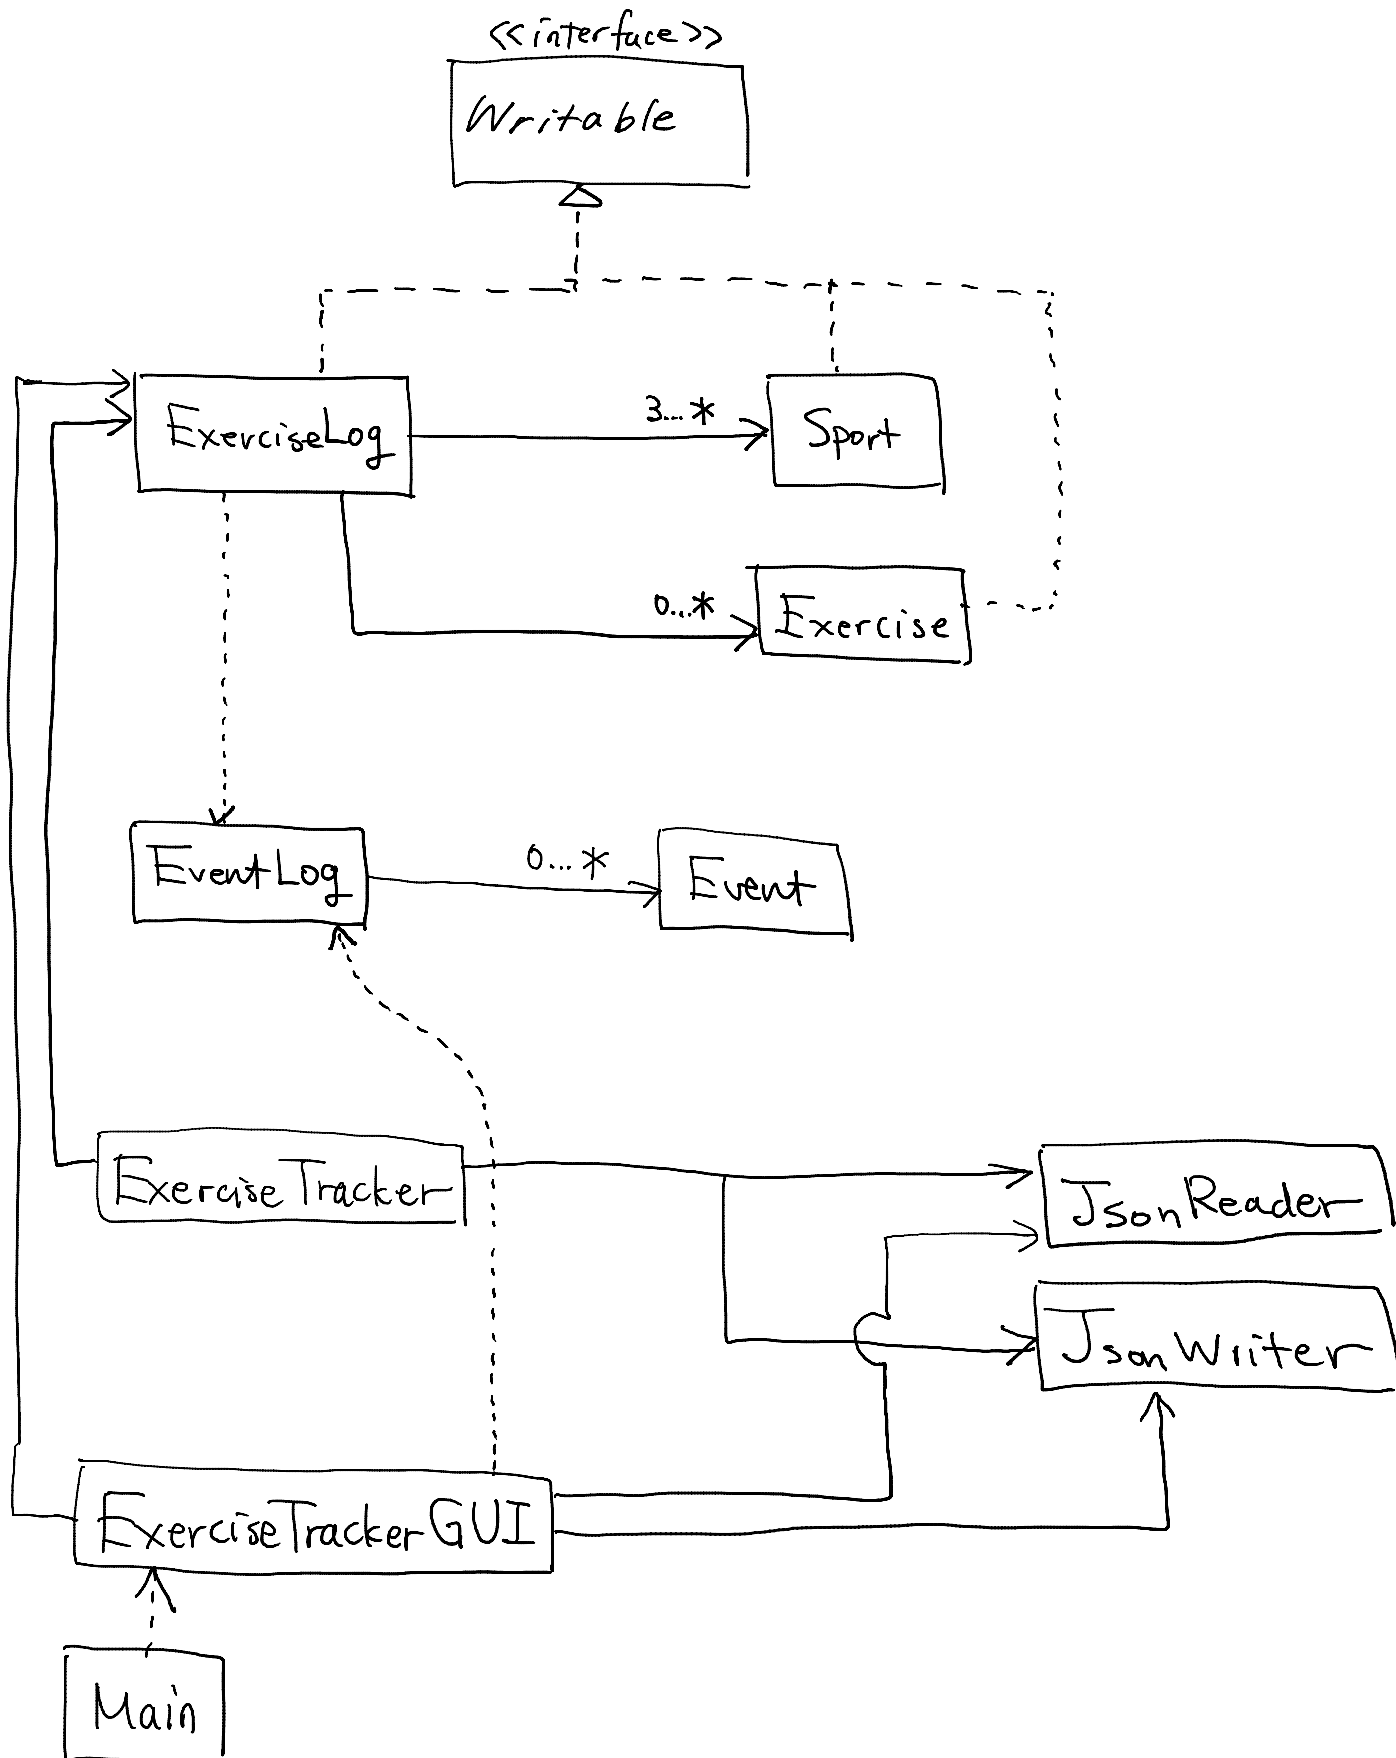 <<interface>>
Writable
ExerciseLog
3...*
Sport
0...*
Exercise
EventLog
0...*
Event
ExerciseTracker
JsonReader
JsonWriter
ExerciseTrackerGUI
Main